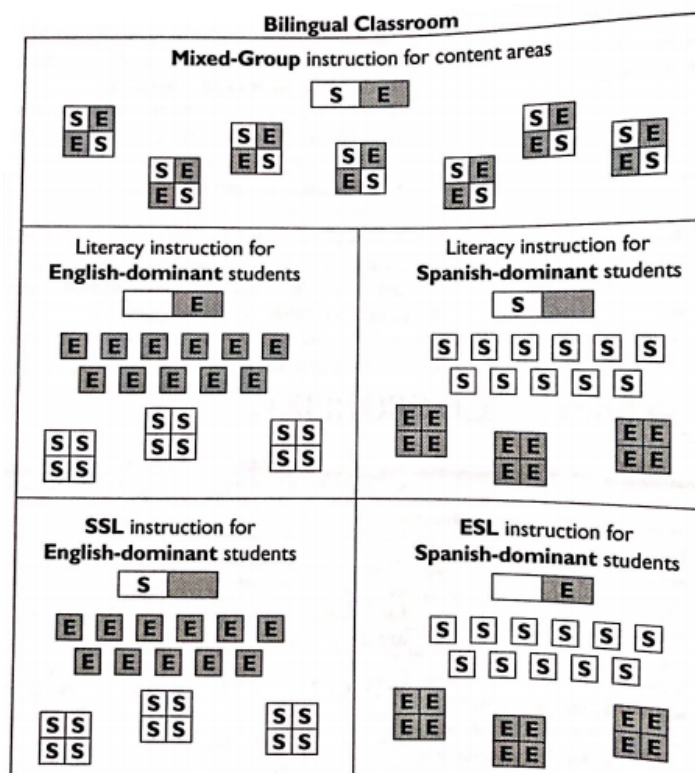 Bilingual Classroom
Mixed-Group instruction for content areas
S E
S E
E S
S E
E S
S E
E S
S E
E S
S E
E S
S E
E S
S E
E S
Literacy instruction for
English-dominant students
E
E E E E E E
E E E E E
S S
S S
S S
S S
S S
S S
Literacy instruction for
Spanish-dominant students
S
S S S S S S
S S S S S
E E
E E
E E
E E
E E
E E
SSL instruction for
English-dominant students
S
E E E E E E
E E E E E
S S
S S
S S
S S
S S
S S
ESL instruction for
Spanish-dominant students
E
S S S S S S
S S S S S
E E
E E
E E
E E
E E
E E